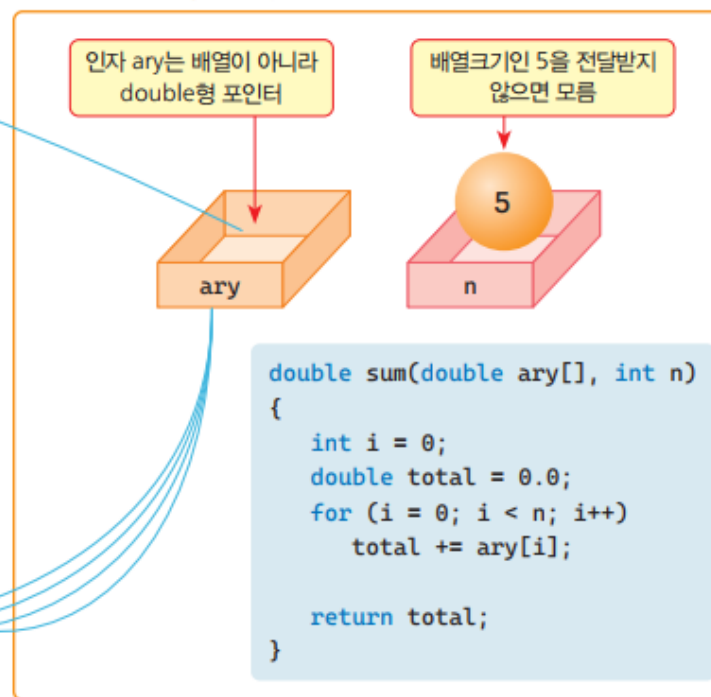 인자 ary는 배열이 아니라
double형 포인터
배열크기인 5을 전달받지
않으면 모름
5
ary
n
double sum(double ary[], int n)
{
int i = 0;
double total = 0.0;
for (i = 0; i < n; i++)
total += ary[i];
return total;
}